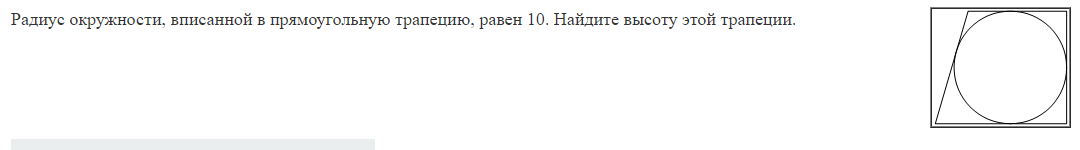 Радиус окружности, вписанной в прямоугольную трапецию, равен 10. Найдите высоту этой трапеции.